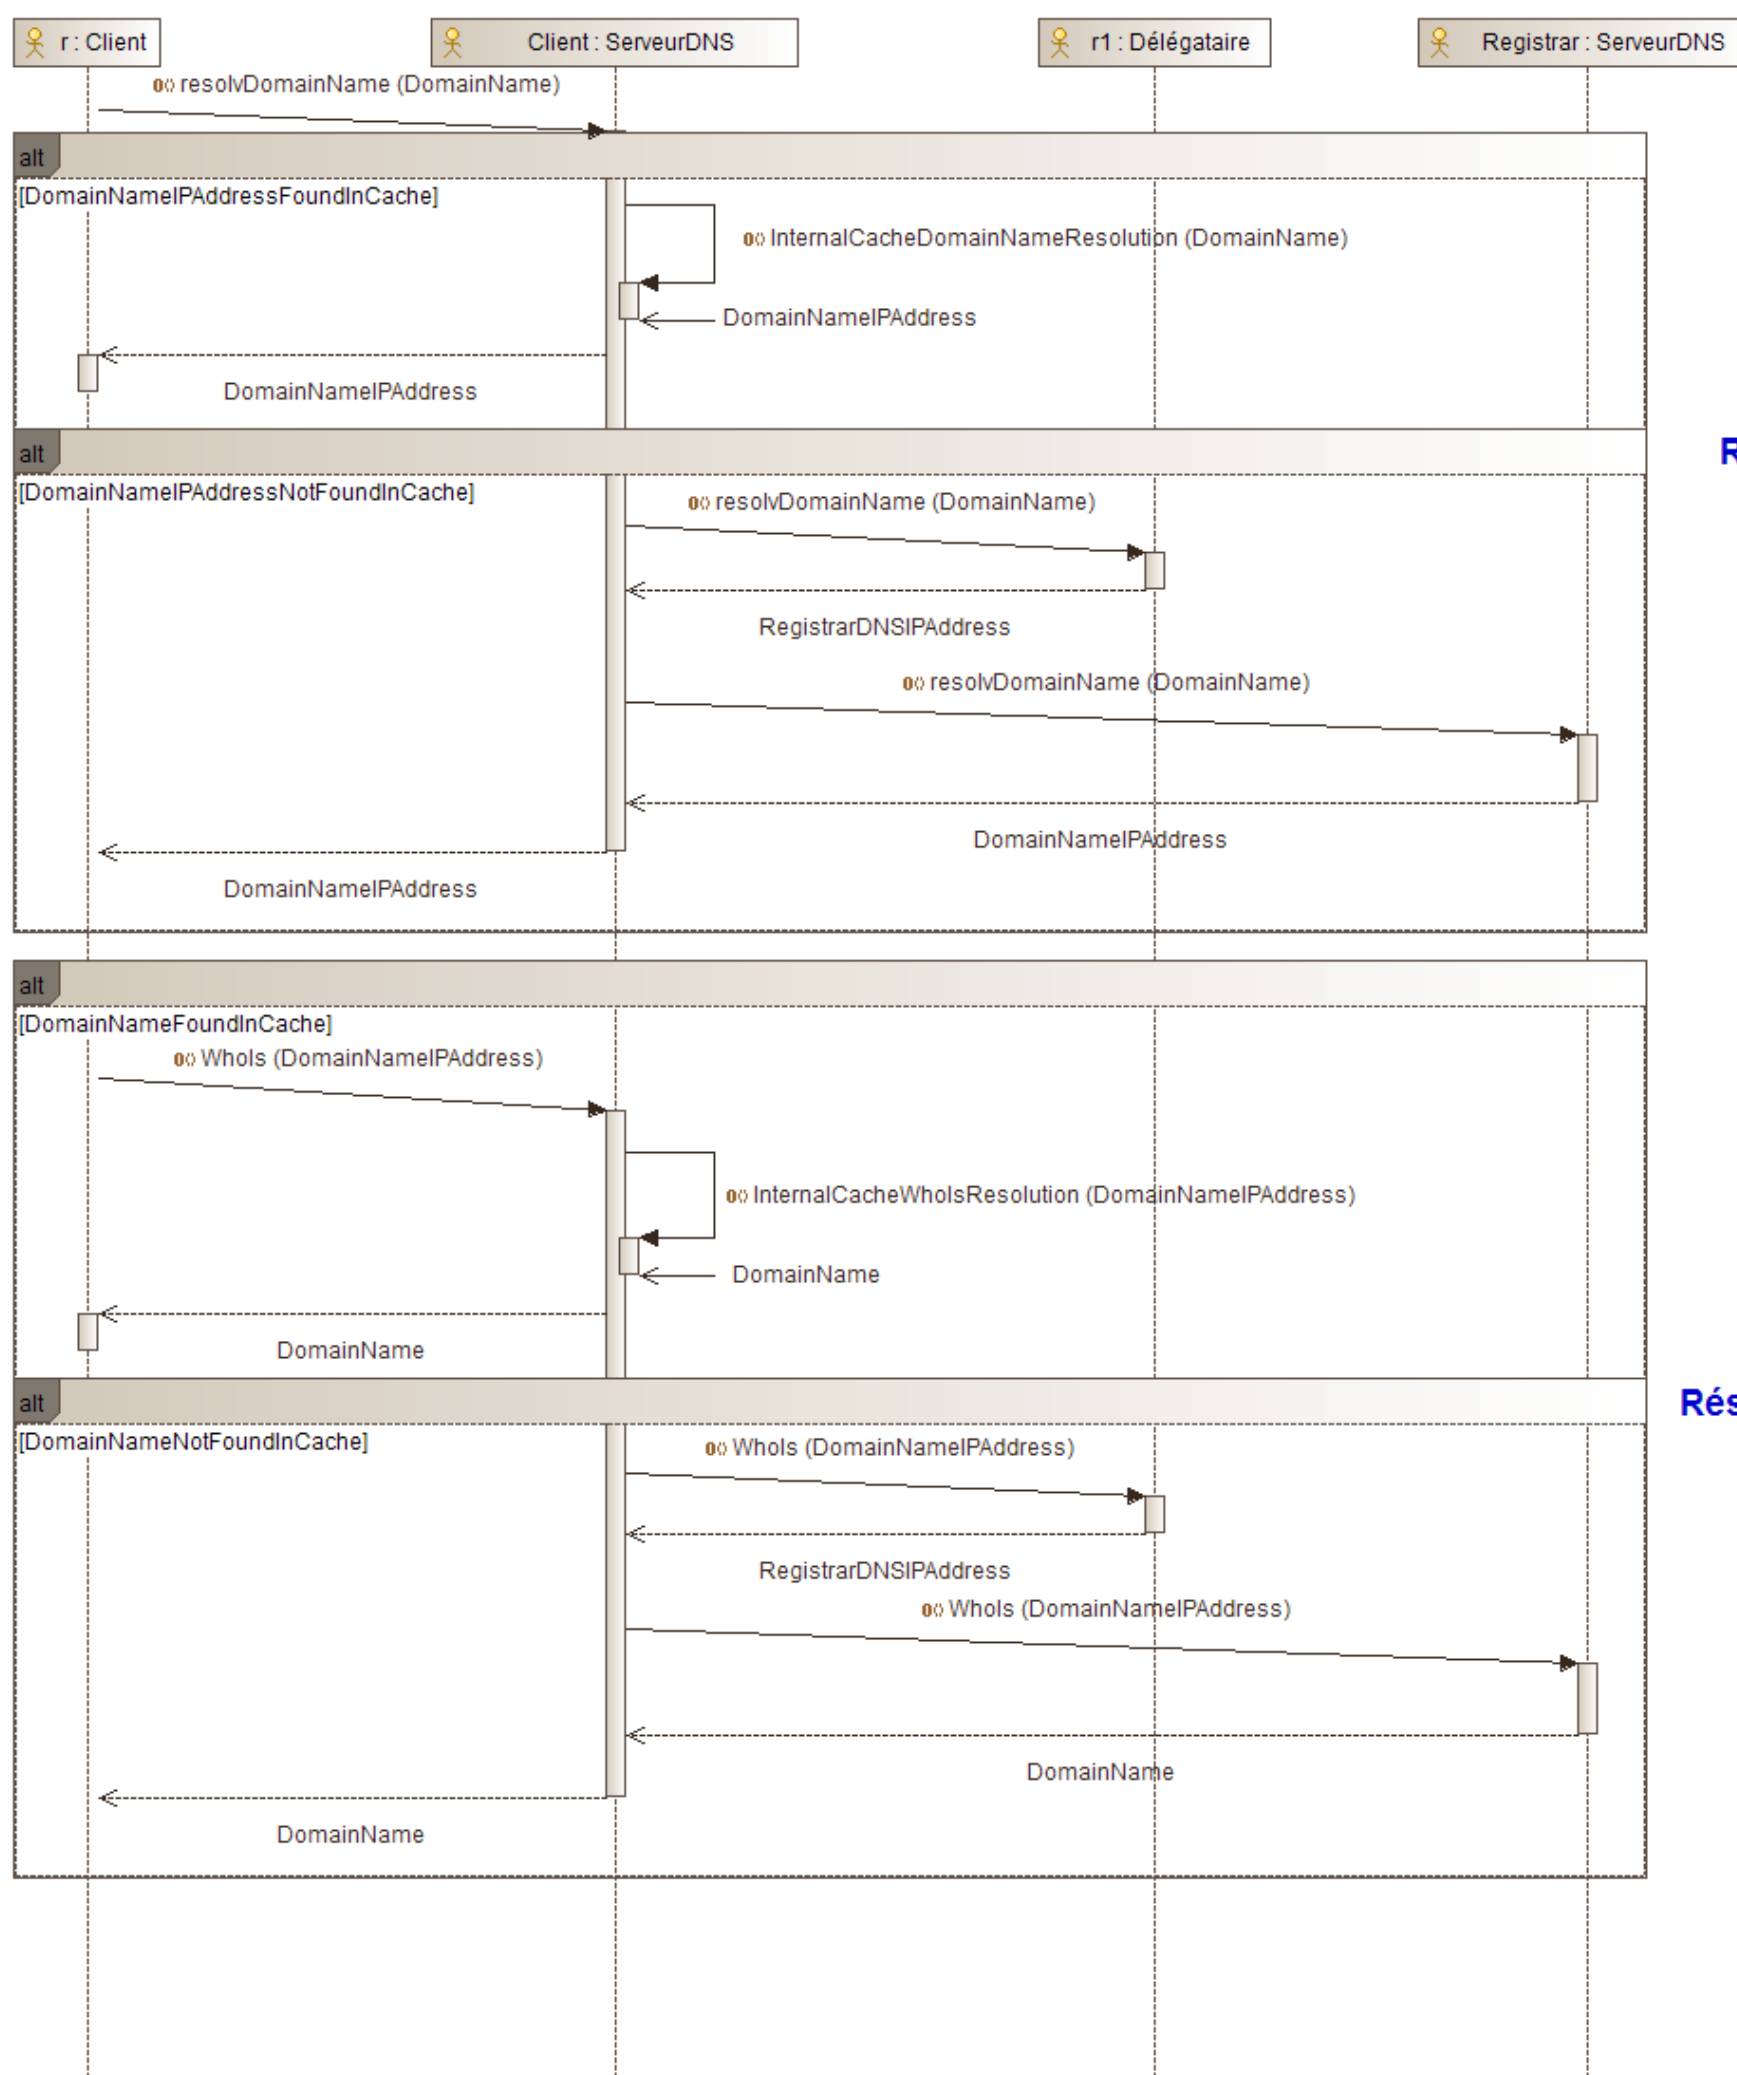 r : Client
Client : ServeurDNS
r1 : Délégataire
Registrar : ServeurDNS
resolvDomainName (DomainName)
alt
[DomainNameIPAddressFoundInCache]
InternalCacheDomainNameResolution (DomainName)
DomainNameIPAddress
DomainNameIPAddress
alt
R
[DomainNameIPAddressNotFoundInCache]
resolvDomainName (DomainName)
RegistrarDNSIPAddress
resolvDomainName (DomainName)
DomainNameIPAddress
DomainNameIPAddress
alt
[DomainNameFoundInCache]
WhoIs (DomainNameIPAddress)
InternalCacheWhoIsResolution (DomainNameIPAddress)
DomainName
DomainName
alt
Rés
[DomainNameNotFoundInCache]
WhoIs (DomainNameIPAddress)
RegistrarDNSIPAddress
WhoIs (DomainNameIPAddress)
DomainName
DomainName